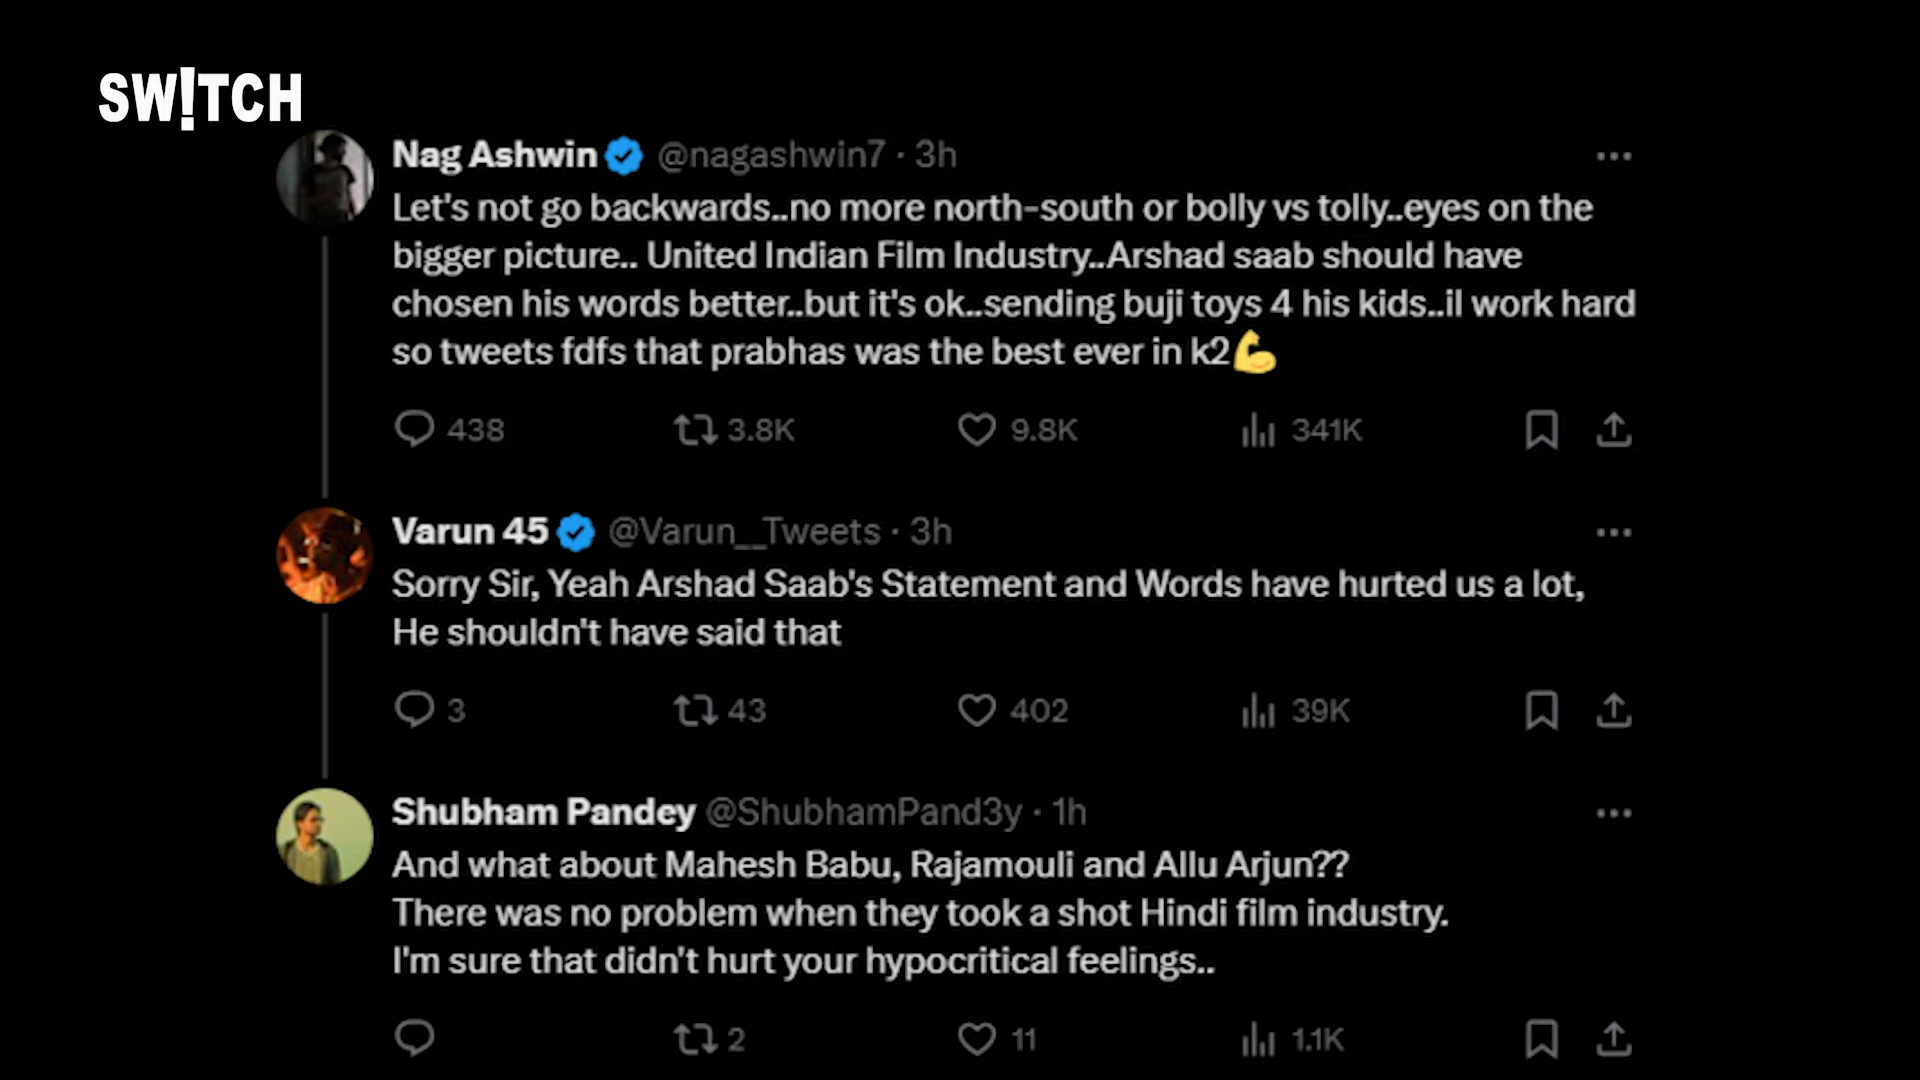 SW!TCH
Nag Ashwin @nagashwin7 · 3h
Let's not go backwards..no more north-south or bolly vs tolly..eyes on the
bigger picture.. United Indian Film Industry..Arshad saab should have
chosen his words better..but it's ok..sending buji toys 4 his kids..il work hard
so tweets fdfs that prabhas was the best ever in k2💪
438 3.8K 9.8K 341K
Varun 45 @Varun__Tweets · 3h
Sorry Sir, Yeah Arshad Saab's Statement and Words have hurted us a lot,
He shouldn't have said that
3 43 402 39K
Shubham Pandey @ShubhamPand3y · 1h
And what about Mahesh Babu, Rajamouli and Allu Arjun??
There was no problem when they took a shot Hindi film industry.
I'm sure that didn't hurt your hypocritical feelings..
2 11 1.1K